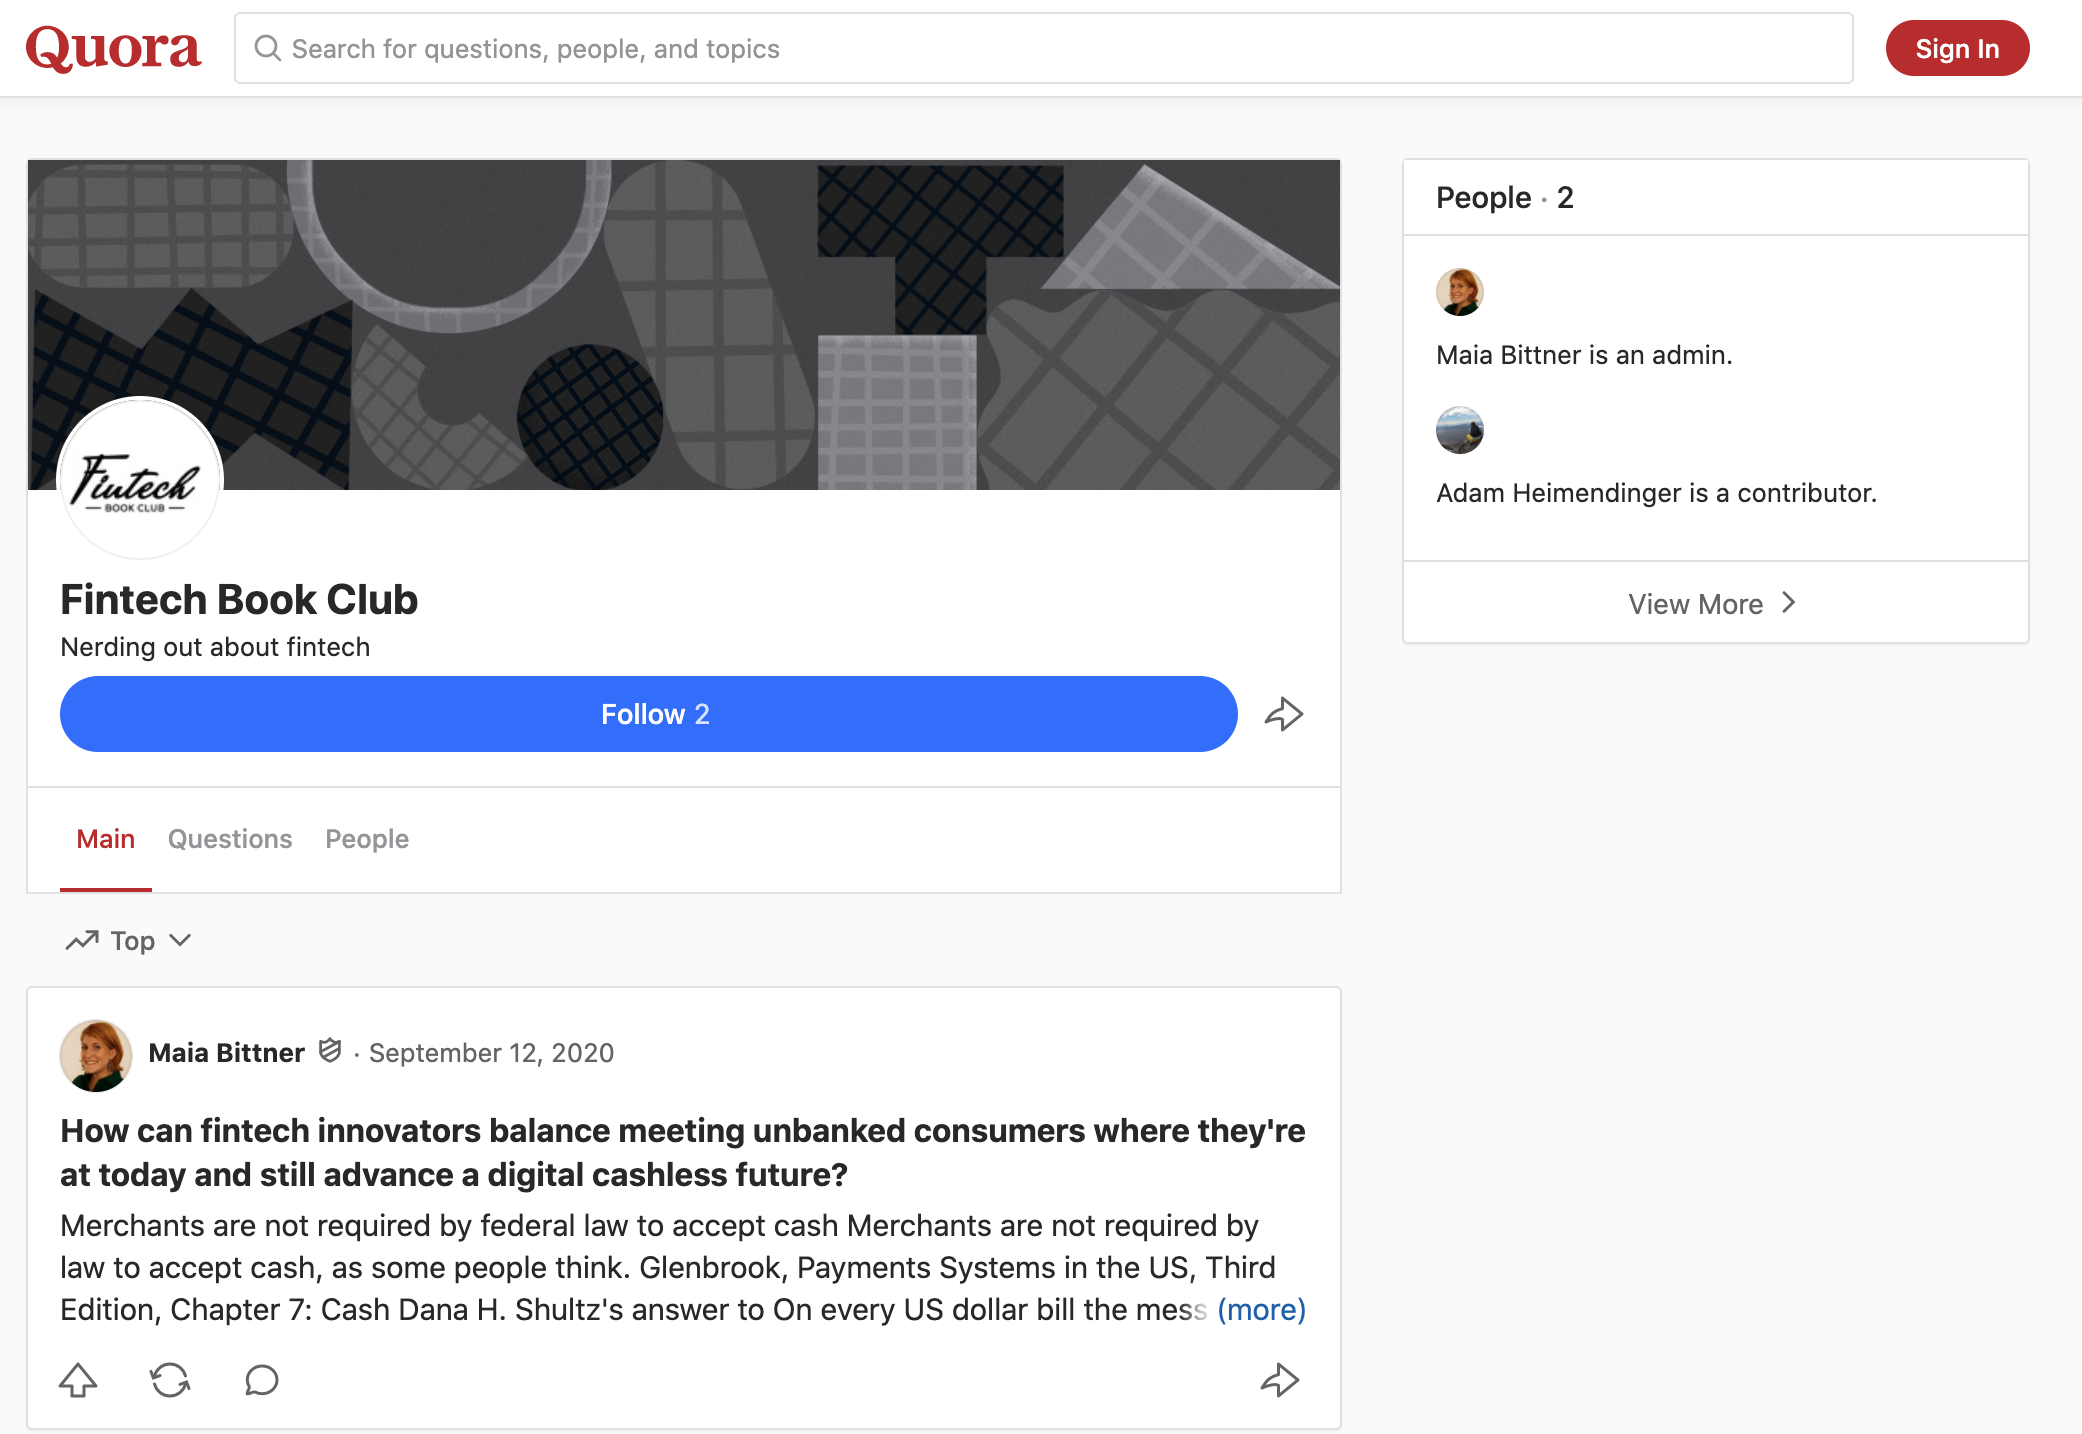 Quora
Search for questions, people, and topics
Sign In
Fintech
BOOK CLUB
Fintech Book Club
Nerding out about fintech
Follow 2
Main Questions People
Top
Maia Bittner · September 12, 2020
How can fintech innovators balance meeting unbanked consumers where they're
at today and still advance a digital cashless future?
Merchants are not required by federal law to accept cash Merchants are not required by
law to accept cash, as some people think. Glenbrook, Payments Systems in the US, Third
Edition, Chapter 7: Cash Dana H. Shultz's answer to On every US dollar bill the mess (more)
People · 2
Maia Bittner is an admin.
Adam Heimendinger is a contributor.
View More